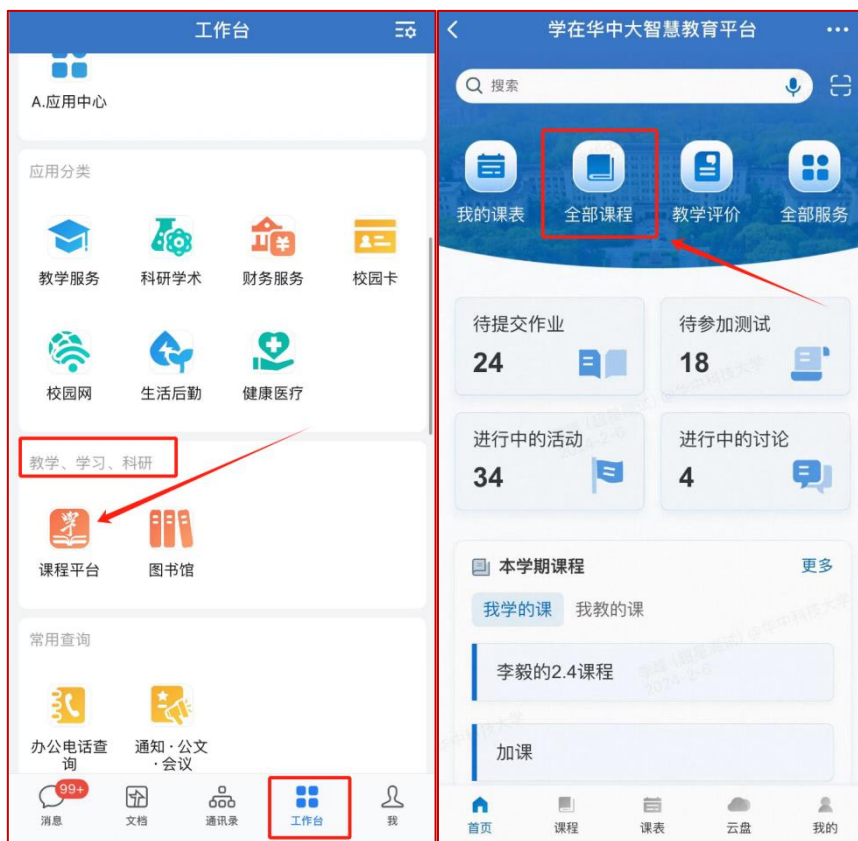 工作台
A.应用中心
应用分类
教学服务
科研学术
财务服务
校园卡
校园网
生活后勤
健康医疗
教学、学习、科研
课程平台
图书馆
常用查询
办公电话查
询
通知·公文
·会议
99+
消息
文档
通讯录
工作台
我
学在华中大智慧教育平台
搜索
我的课表
全部课程
教学评价
全部服务
待提交作业
24
待参加测试
18
进行中的活动
34
进行中的讨论
4
本学期课程
更多
我学的课
我教的课
李毅的2.4课程
加课
首页
课程
课表
云盘
我的